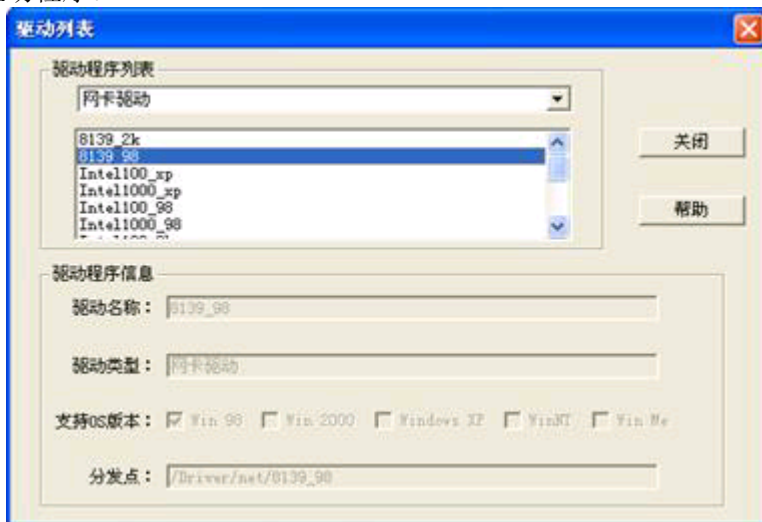 驱动列表
驱动程序列表
网卡驱动
8139_2k
8139_98
Intel100_xp
Intel1000_xp
Intel100_98
Intel1000_98
关闭
帮助
驱动程序信息
驱动名称： 8139_98
驱动类型： 网卡驱动
支持OS版本： Win 98 Win 2000 Windows XP WinNT Win Me
分发点： /Driver/net/8139_98